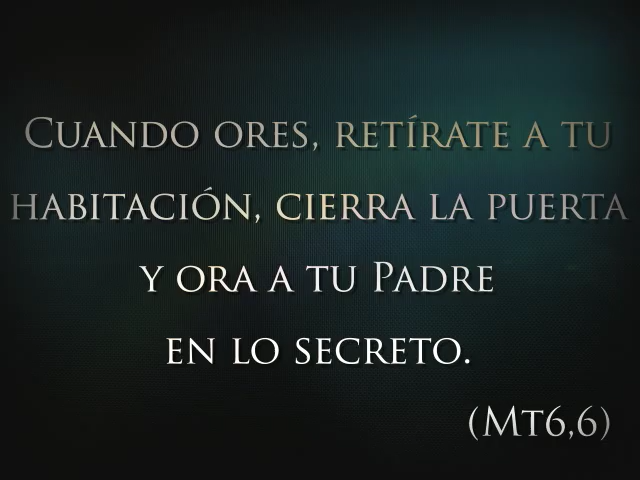 Cuando ores, retírate a tu
habitación, cierra la puerta
y ora a tu Padre
en lo secreto.
(Mt6,6)